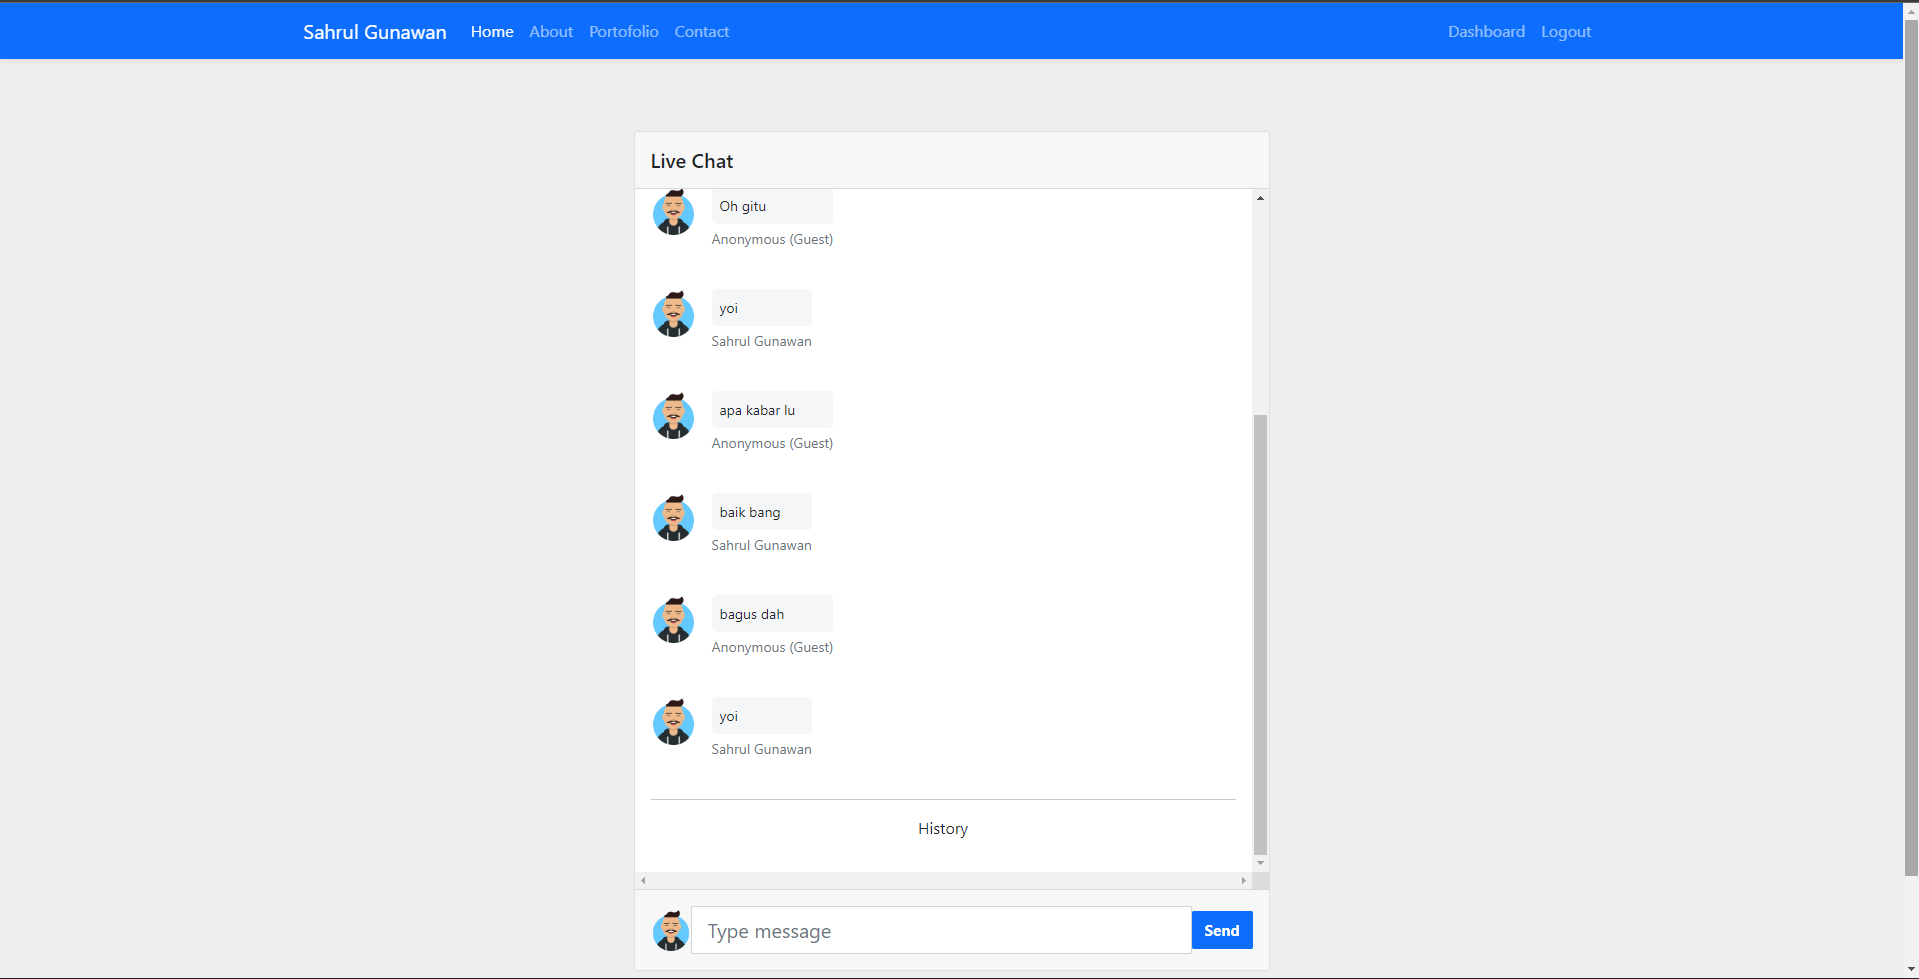 Sahrul Gunawan Home About Portofolio Contact Dashboard Logout
Live Chat
Oh gitu
Anonymous (Guest)
yoi
Sahrul Gunawan
apa kabar lu
Anonymous (Guest)
baik bang
Sahrul Gunawan
bagus dah
Anonymous (Guest)
yoi
Sahrul Gunawan
History
Type message Send